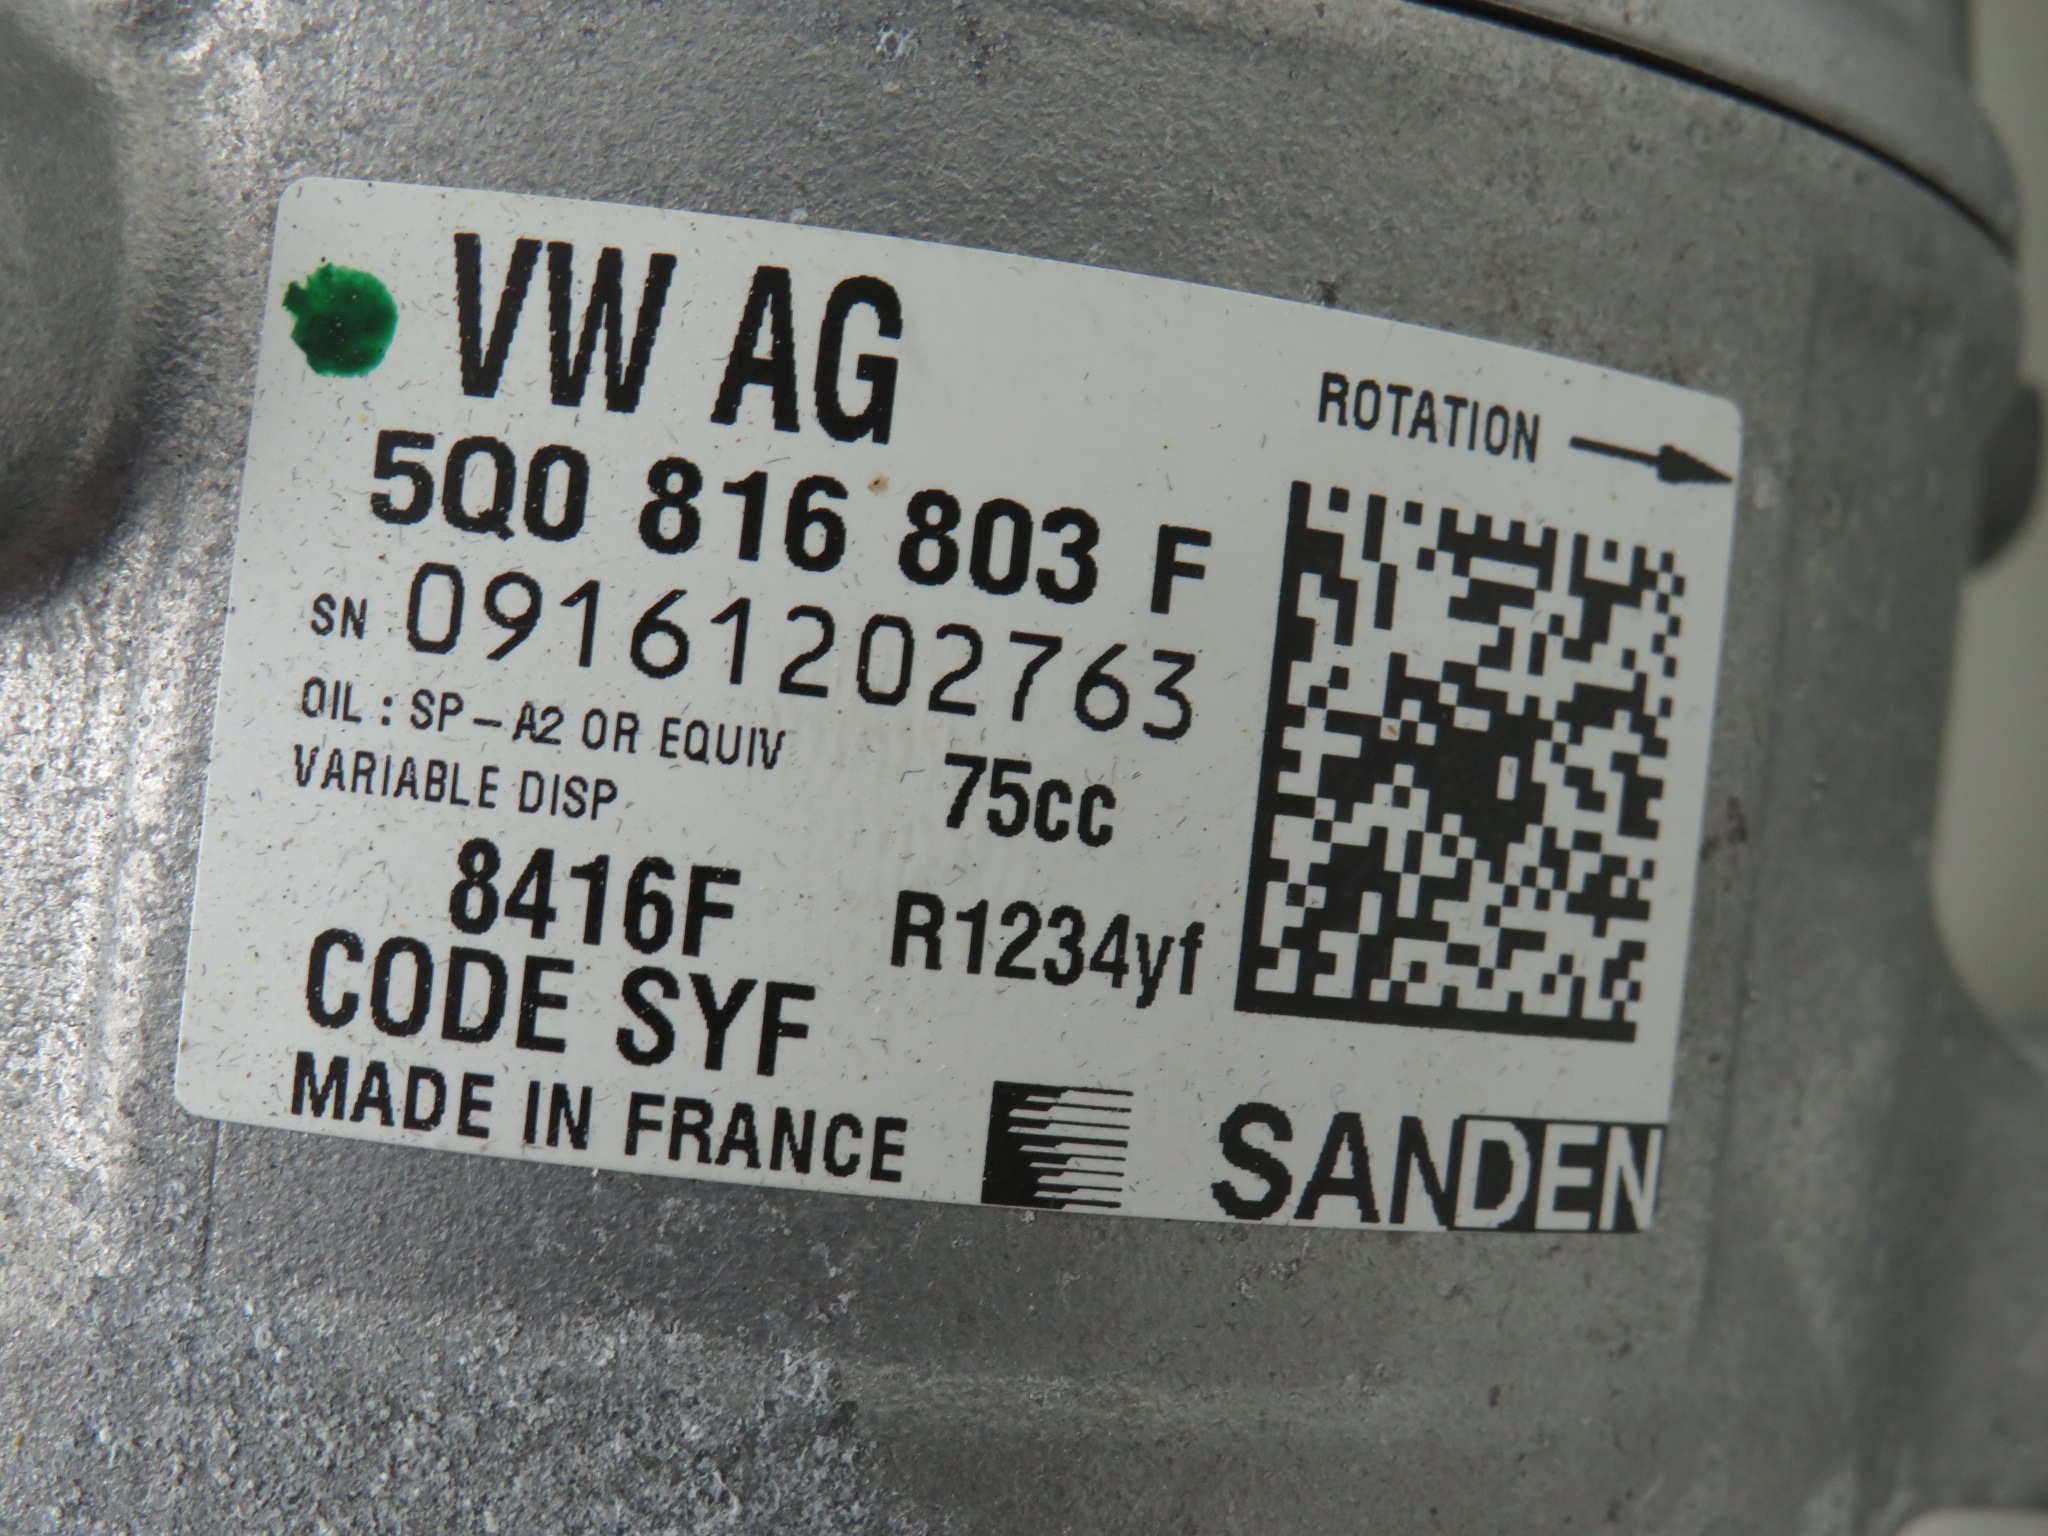 VW AG
ROTATION
5Q0 816 803 F
SN 09161202763
OIL : SP-A2 OR EQUIV
VARIABLE DISP
75cc
8416F
R1234yf
CODE SYF
MADE IN FRANCE
SANDEN